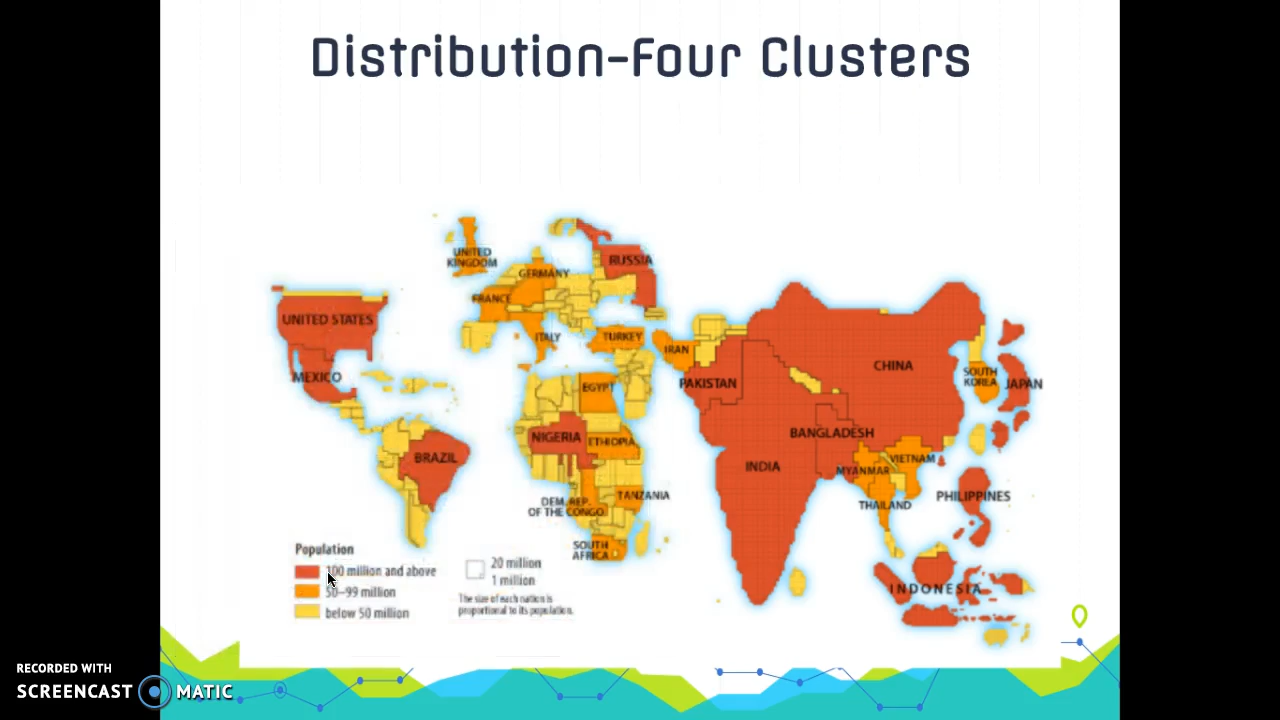 Distribution-Four Clusters
UNITED
KINGDOM
RUSSIA
GERMANY
FRANCE
UNITED STATES
ITALY
TURKEY
IRAN
CHINA
MEXICO
EGYPT
PAKISTAN
SOUTH
KOREA
JAPAN
NIGERIA
ETHIOPIA
BANGLADESH
BRAZIL
INDIA
MYANMAR
VIETNAM
DEM. REP.
OF THE CONGO
TANZANIA
THAILAND
PHILIPPINES
SOUTH
AFRICA
INDONESIA
Population
100 million and above
50–99 million
below 50 million
20 million
1 million
The size of each nation is
proportional to its population.
RECORDED WITH
SCREENCAST MATIC